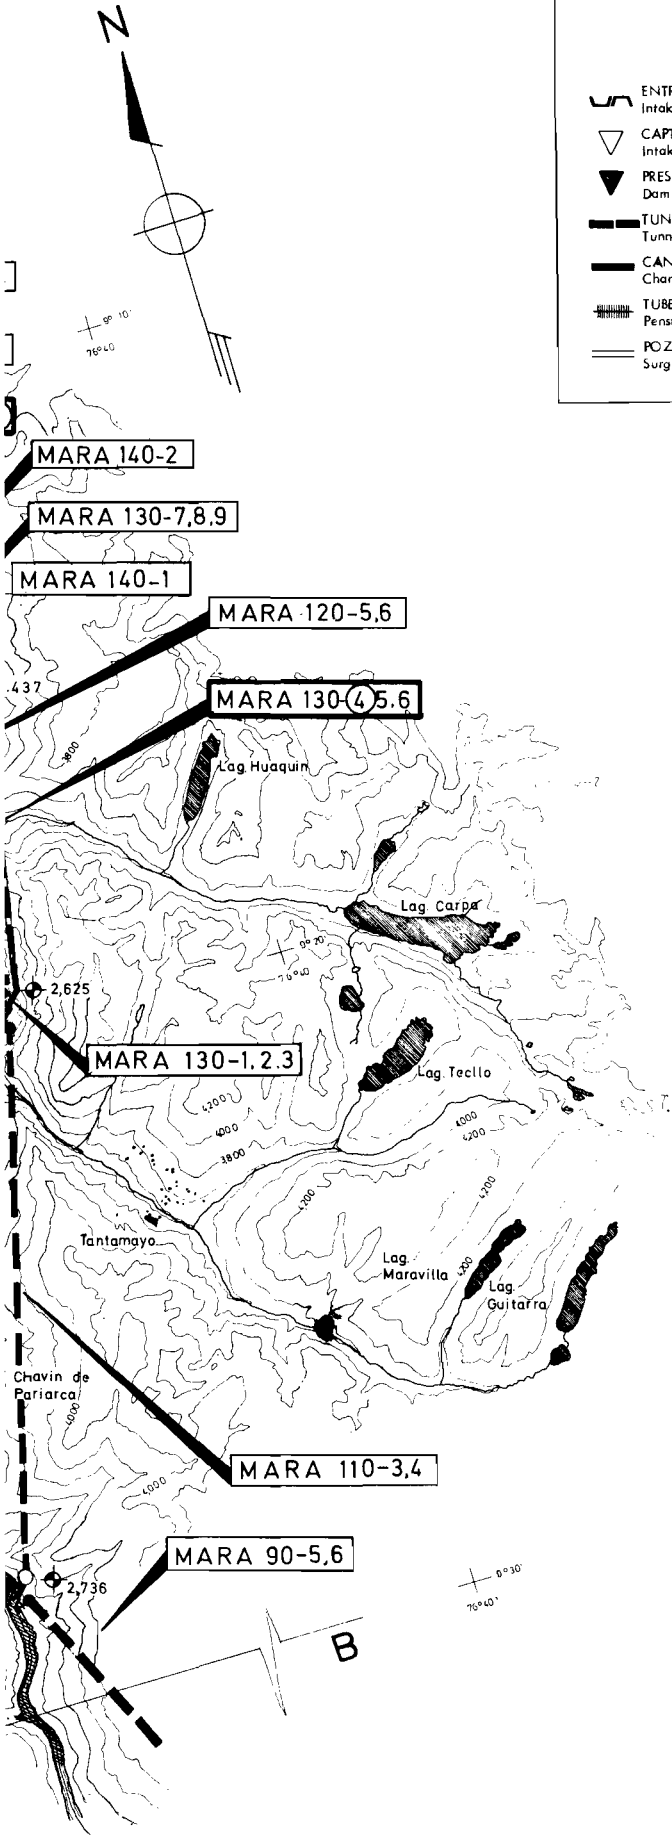 N
ENTR
Intak
CAPT
Intak
PRES
Dam
TUN
Tunn
CAN
Char
TUBE
Pens
POZ
Surg
9° 10'
76°40
MARA 140-2
MARA 130-7,8,9
MARA 140-1
MARA 120-5,6
437
MARA 130-4,5,6
3800
Lag. Huaquin
Lag. Carpa
9° 20'
76°40'
2,625
MARA 130-1,2,3
Lag. Tecllo
4200
4000
3800
4000
4200
4200
4200
Tantamayo
Lag.
Maravilla
4200
Lag.
Guitarra
Chavin de
Pariarca
4000
MARA 110-3,4
4,000
MARA 90-5,6
2,736
9°30'
76°40'
B